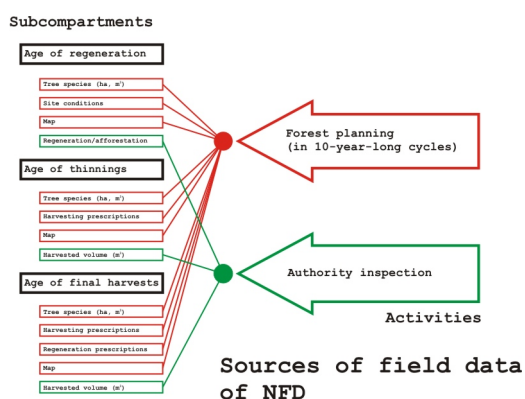 Subcompartments
Age of regeneration
Tree species (ha, m³)
Site conditions
Map
Regeneration/afforestation
Age of thinnings
Tree species (ha, m³)
Harvesting prescriptions
Map
Harvested volume (m³)
Age of final harvests
Tree species (ha, m³)
Harvesting prescriptions
Regeneration prescriptions
Map
Harvested volume (m³)
Forest planning
(in 10-year-long cycles)
Authority inspection
Activities
Sources of field data
of NFD